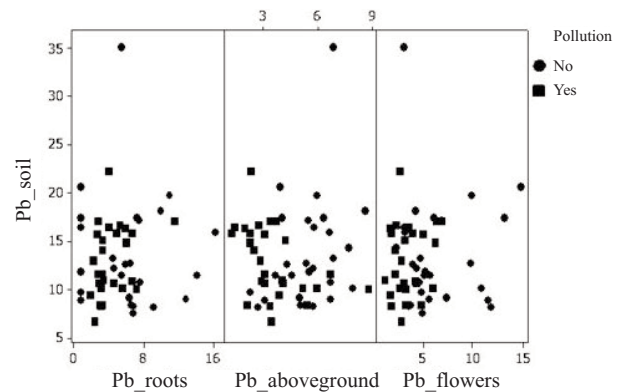 3 6 9
Pollution
No
Yes
35
30
25
20
15
10
5
Pb_soil
0 8 16 5 15
Pb_roots Pb_aboveground Pb_flowers